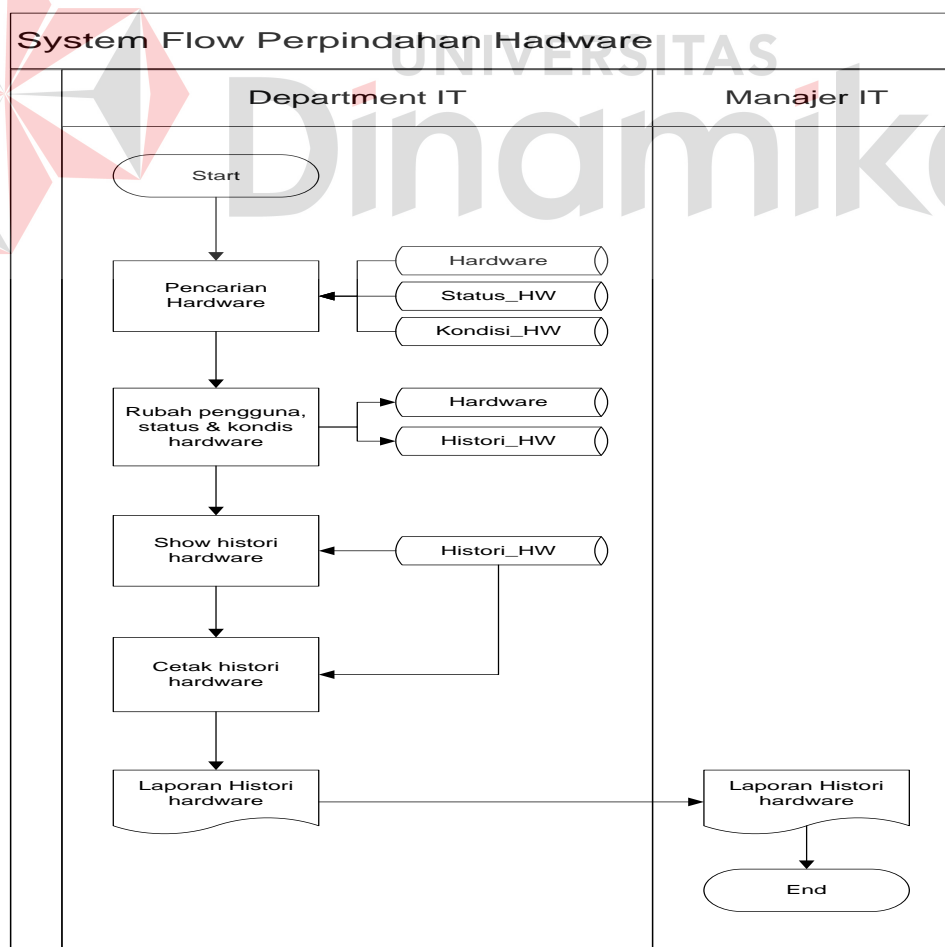 System Flow Perpindahan Hadware
UNIVERSITAS
Dinamika
Department IT
Manajer IT
Start
Pencarian
Hardware
Hardware
Status_HW
Kondisi_HW
Rubah pengguna,
status & kondis
hardware
Hardware
Histori_HW
Show histori
hardware
Histori_HW
Cetak histori
hardware
Laporan Histori
hardware
Laporan Histori
hardware
End